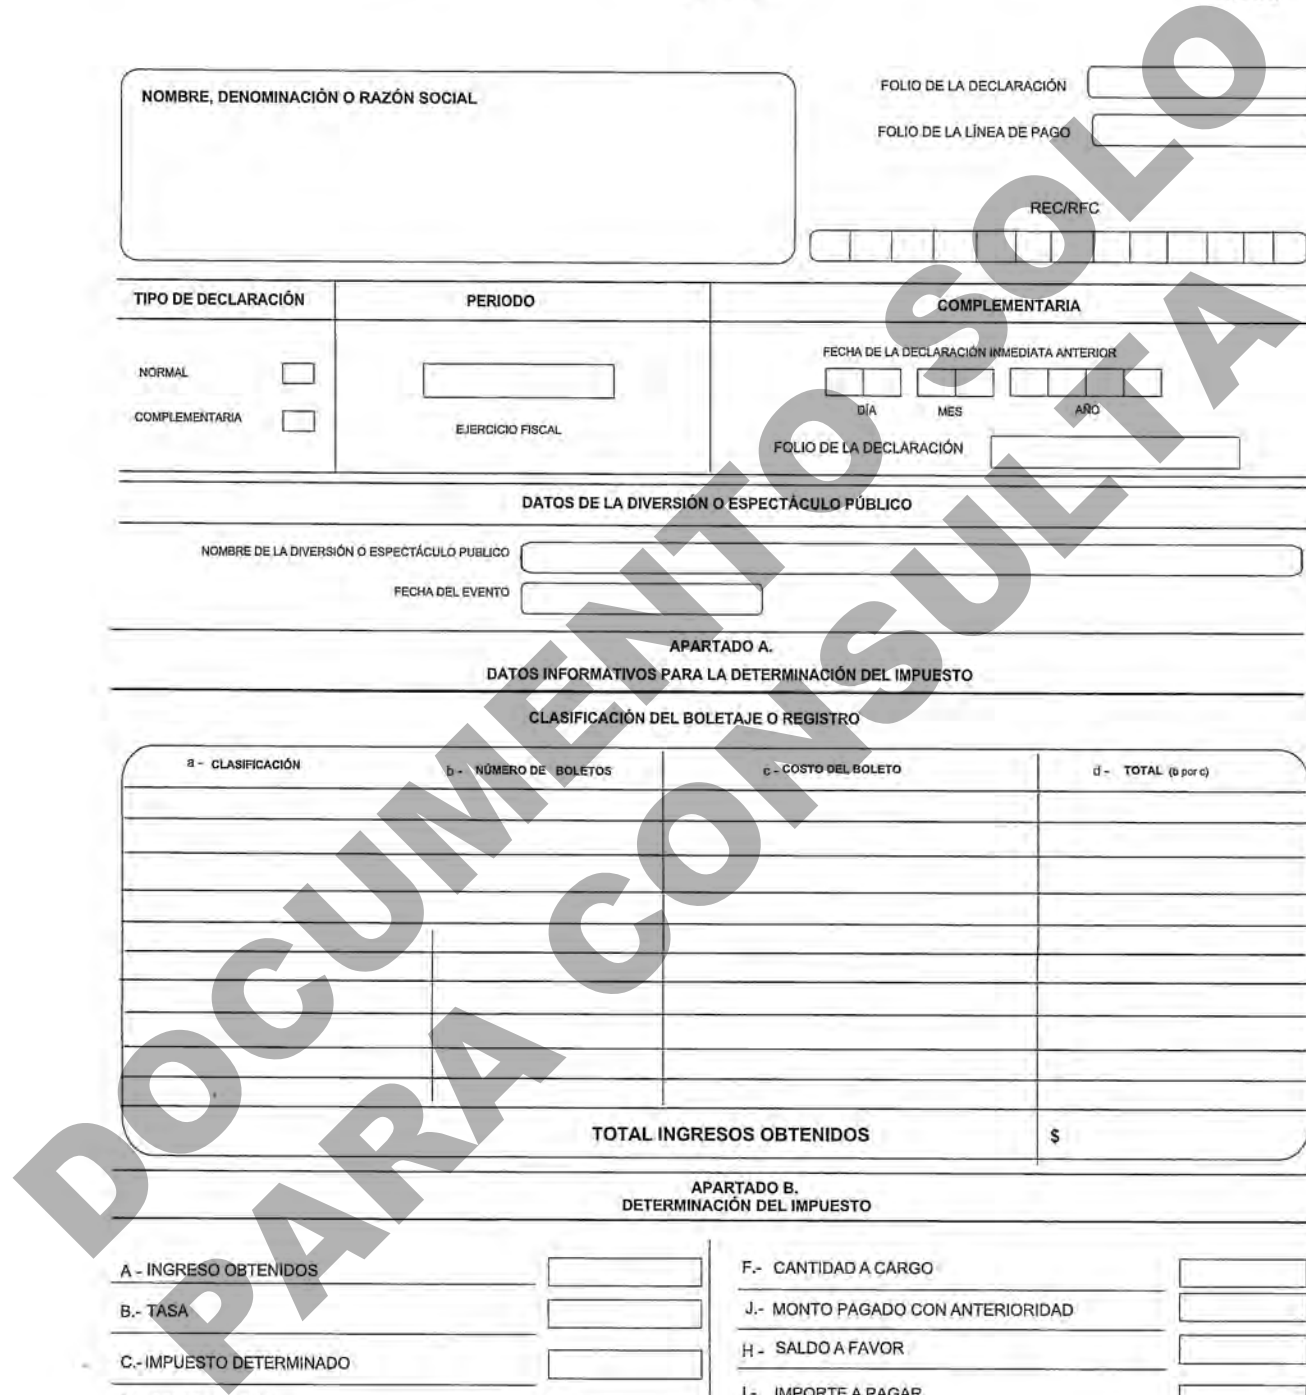 NOMBRE, DENOMINACIÓN O RAZÓN SOCIAL
FOLIO DE LA DECLARACIÓN
FOLIO DE LA LÍNEA DE PAGO
REC/RFC
TIPO DE DECLARACIÓN PERIODO COMPLEMENTARIA
NORMAL
COMPLEMENTARIA
EJERCICIO FISCAL
FECHA DE LA DECLARACIÓN INMEDIATA ANTERIOR
DÍA MES AÑO
FOLIO DE LA DECLARACIÓN
DATOS DE LA DIVERSIÓN O ESPECTÁCULO PÚBLICO
NOMBRE DE LA DIVERSIÓN O ESPECTÁCULO PUBLICO
FECHA DEL EVENTO
APARTADO A.
DATOS INFORMATIVOS PARA LA DETERMINACIÓN DEL IMPUESTO
CLASIFICACIÓN DEL BOLETAJE O REGISTRO
a - CLASIFICACIÓN b - NÚMERO DE BOLETOS c - COSTO DEL BOLETO d - TOTAL (b por c)
TOTAL INGRESOS OBTENIDOS $
APARTADO B.
DETERMINACIÓN DEL IMPUESTO
A - INGRESO OBTENIDOS
B.- TASA
C.- IMPUESTO DETERMINADO
F.- CANTIDAD A CARGO
J.- MONTO PAGADO CON ANTERIORIDAD
H - SALDO A FAVOR
I.- IMPORTE A PAGAR
DOCUMENTO SOLO
PARA CONSULTA